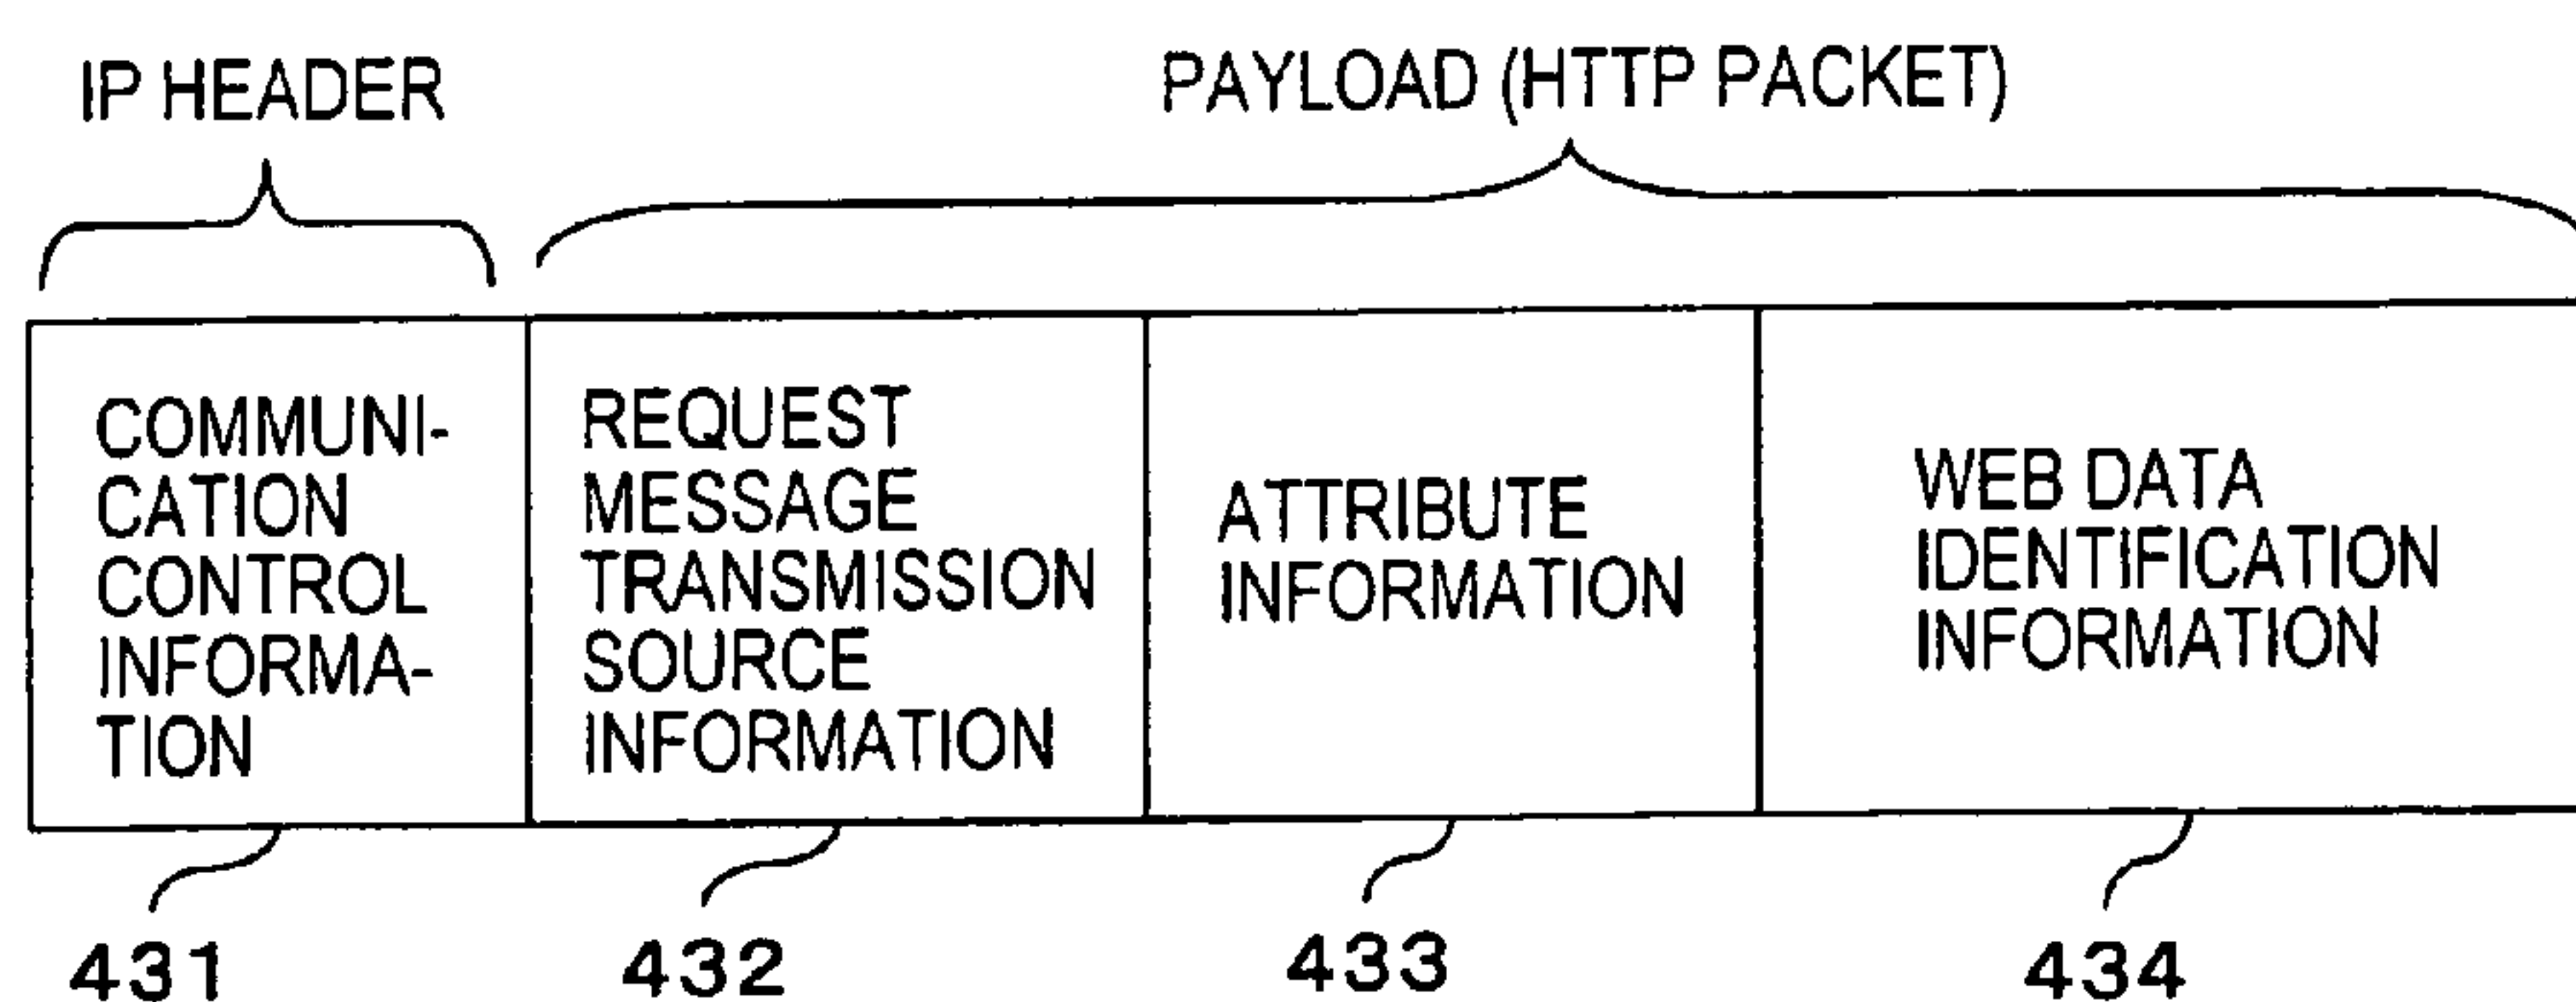 IP HEADER
PAYLOAD (HTTP PACKET)
COMMUNI-
CATION
CONTROL
INFORMA-
TION
REQUEST
MESSAGE
TRANSMISSION
SOURCE
INFORMATION
ATTRIBUTE
INFORMATION
WEB DATA
IDENTIFICATION
INFORMATION
431
432
433
434